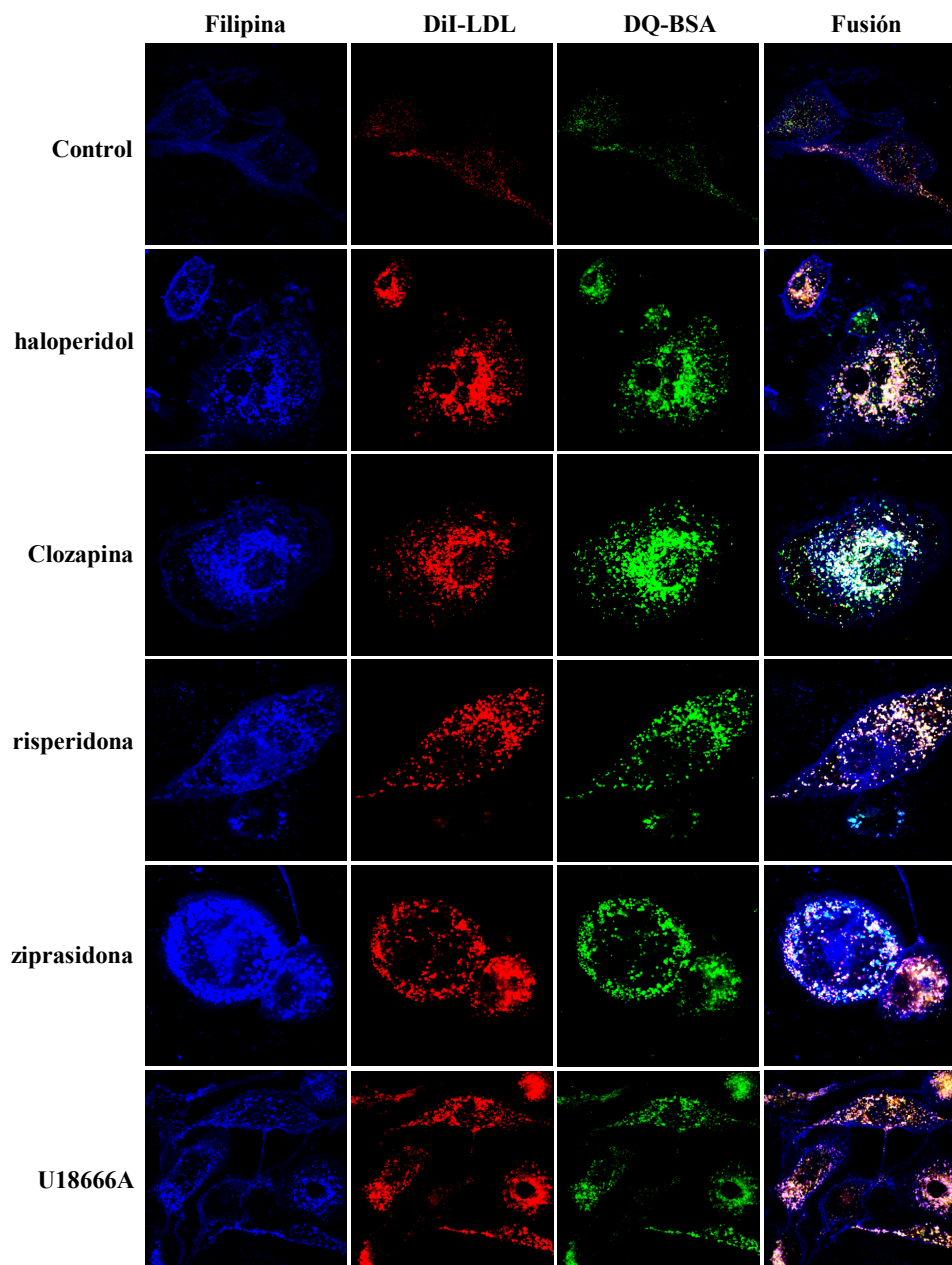 Filipina DiI-LDL DQ-BSA Fusión
Control
haloperidol
Clozapina
risperidona
ziprasidona
U18666A